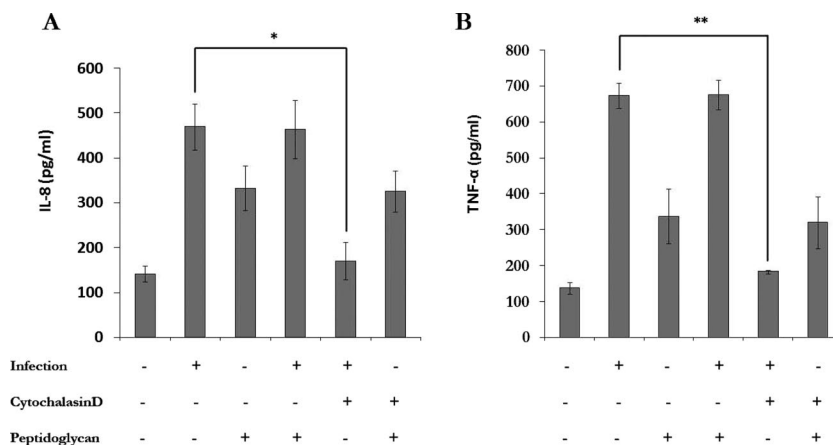 A
*
600
500
400
300
200
100
0
IL-8 (pg/ml)
B
**
800
700
600
500
400
300
200
100
0
TNF-α (pg/ml)
Infection - + - + + - - + - + + -
CytochalasinD - - - - + + - - - - + +
Peptidoglycan - - + + - + - - + + - +